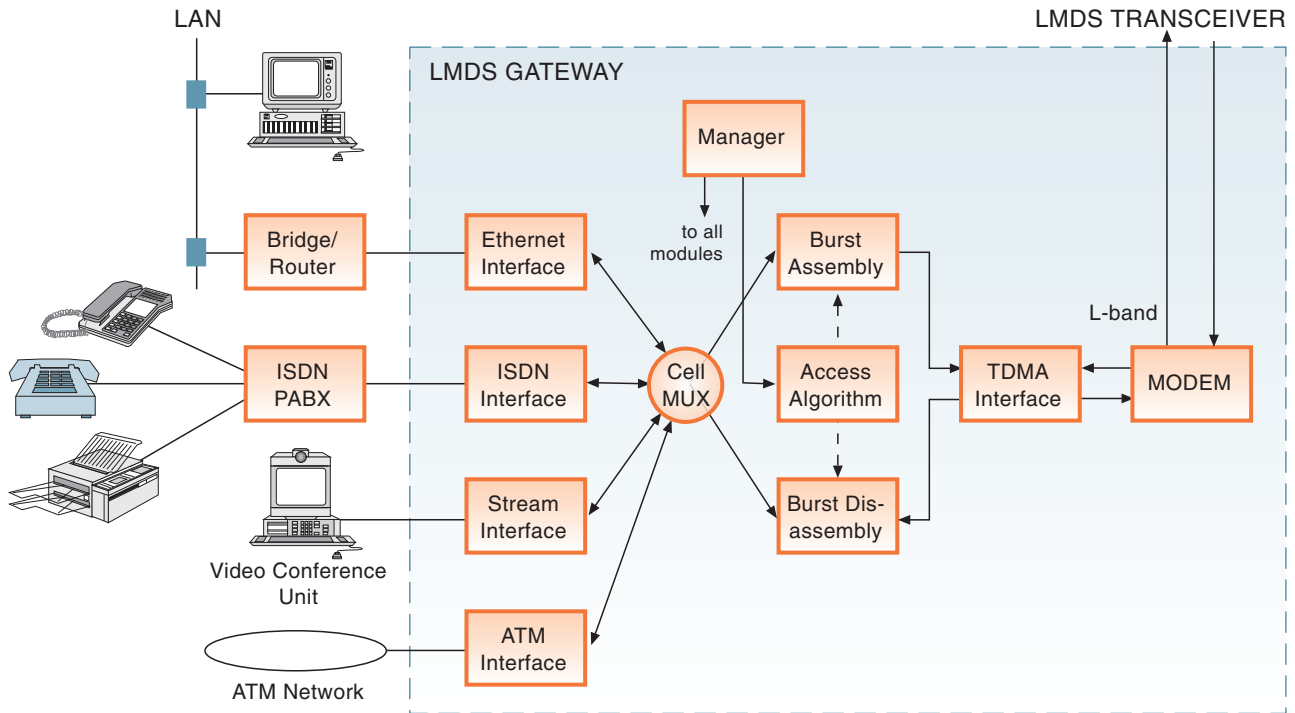 LAN
LMDS TRANSCEIVER
LMDS GATEWAY
Manager
to all
modules
Bridge/
Router
Ethernet
Interface
Burst
Assembly
L-band
ISDN
PABX
ISDN
Interface
Cell
MUX
Access
Algorithm
TDMA
Interface
MODEM
Stream
Interface
Burst Dis-
assembly
Video Conference
Unit
ATM
Interface
ATM Network